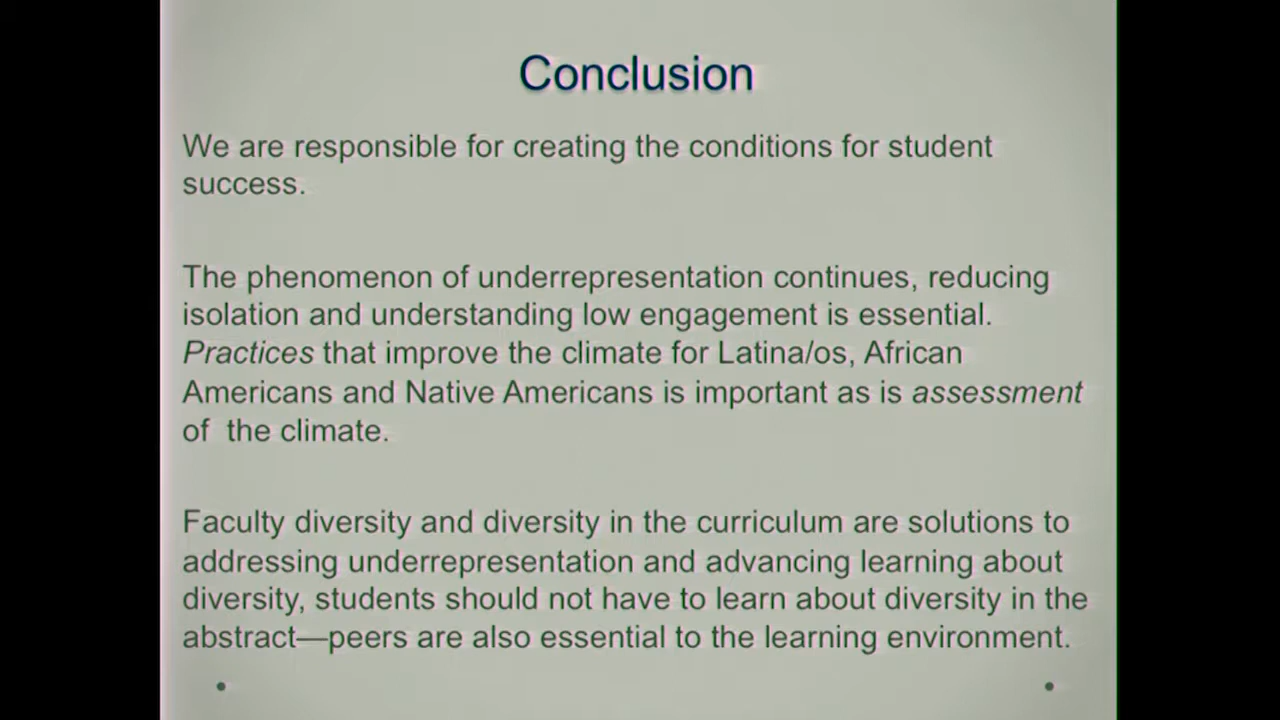 Conclusion
We are responsible for creating the conditions for student
success.
The phenomenon of underrepresentation continues, reducing
isolation and understanding low engagement is essential.
Practices that improve the climate for Latina/os, African
Americans and Native Americans is important as is assessment
of  the climate.
Faculty diversity and diversity in the curriculum are solutions to
addressing underrepresentation and advancing learning about
diversity, students should not have to learn about diversity in the
abstract—peers are also essential to the learning environment.